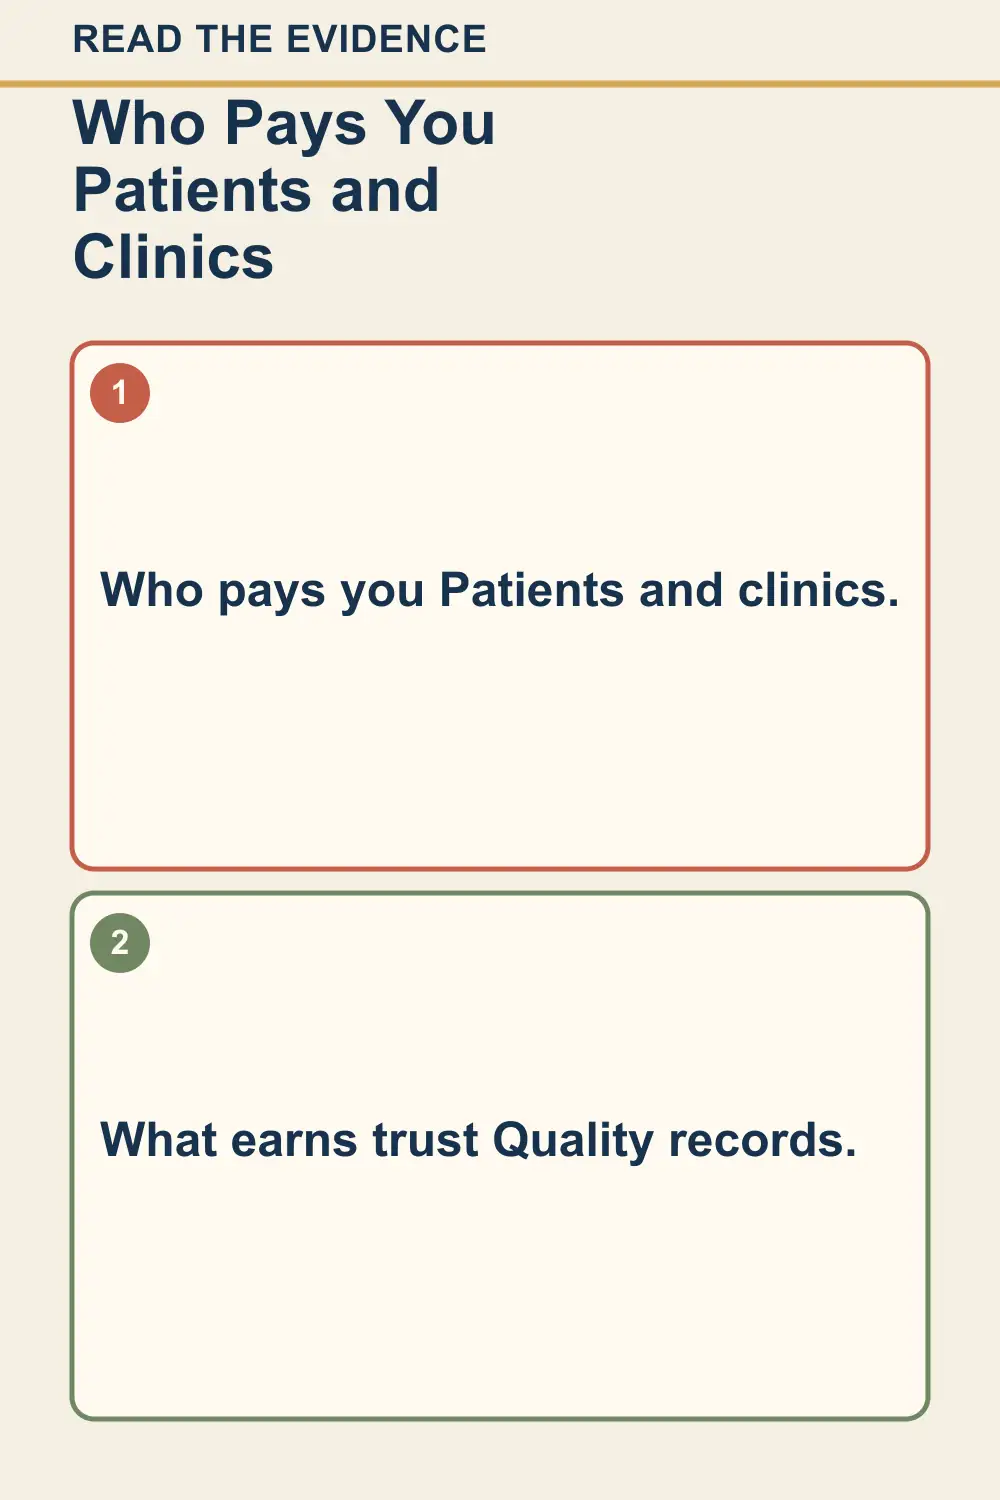 READ THE EVIDENCE
Who Pays You
Patients and
Clinics
1
Who pays you Patients and clinics.
2
What earns trust Quality records.